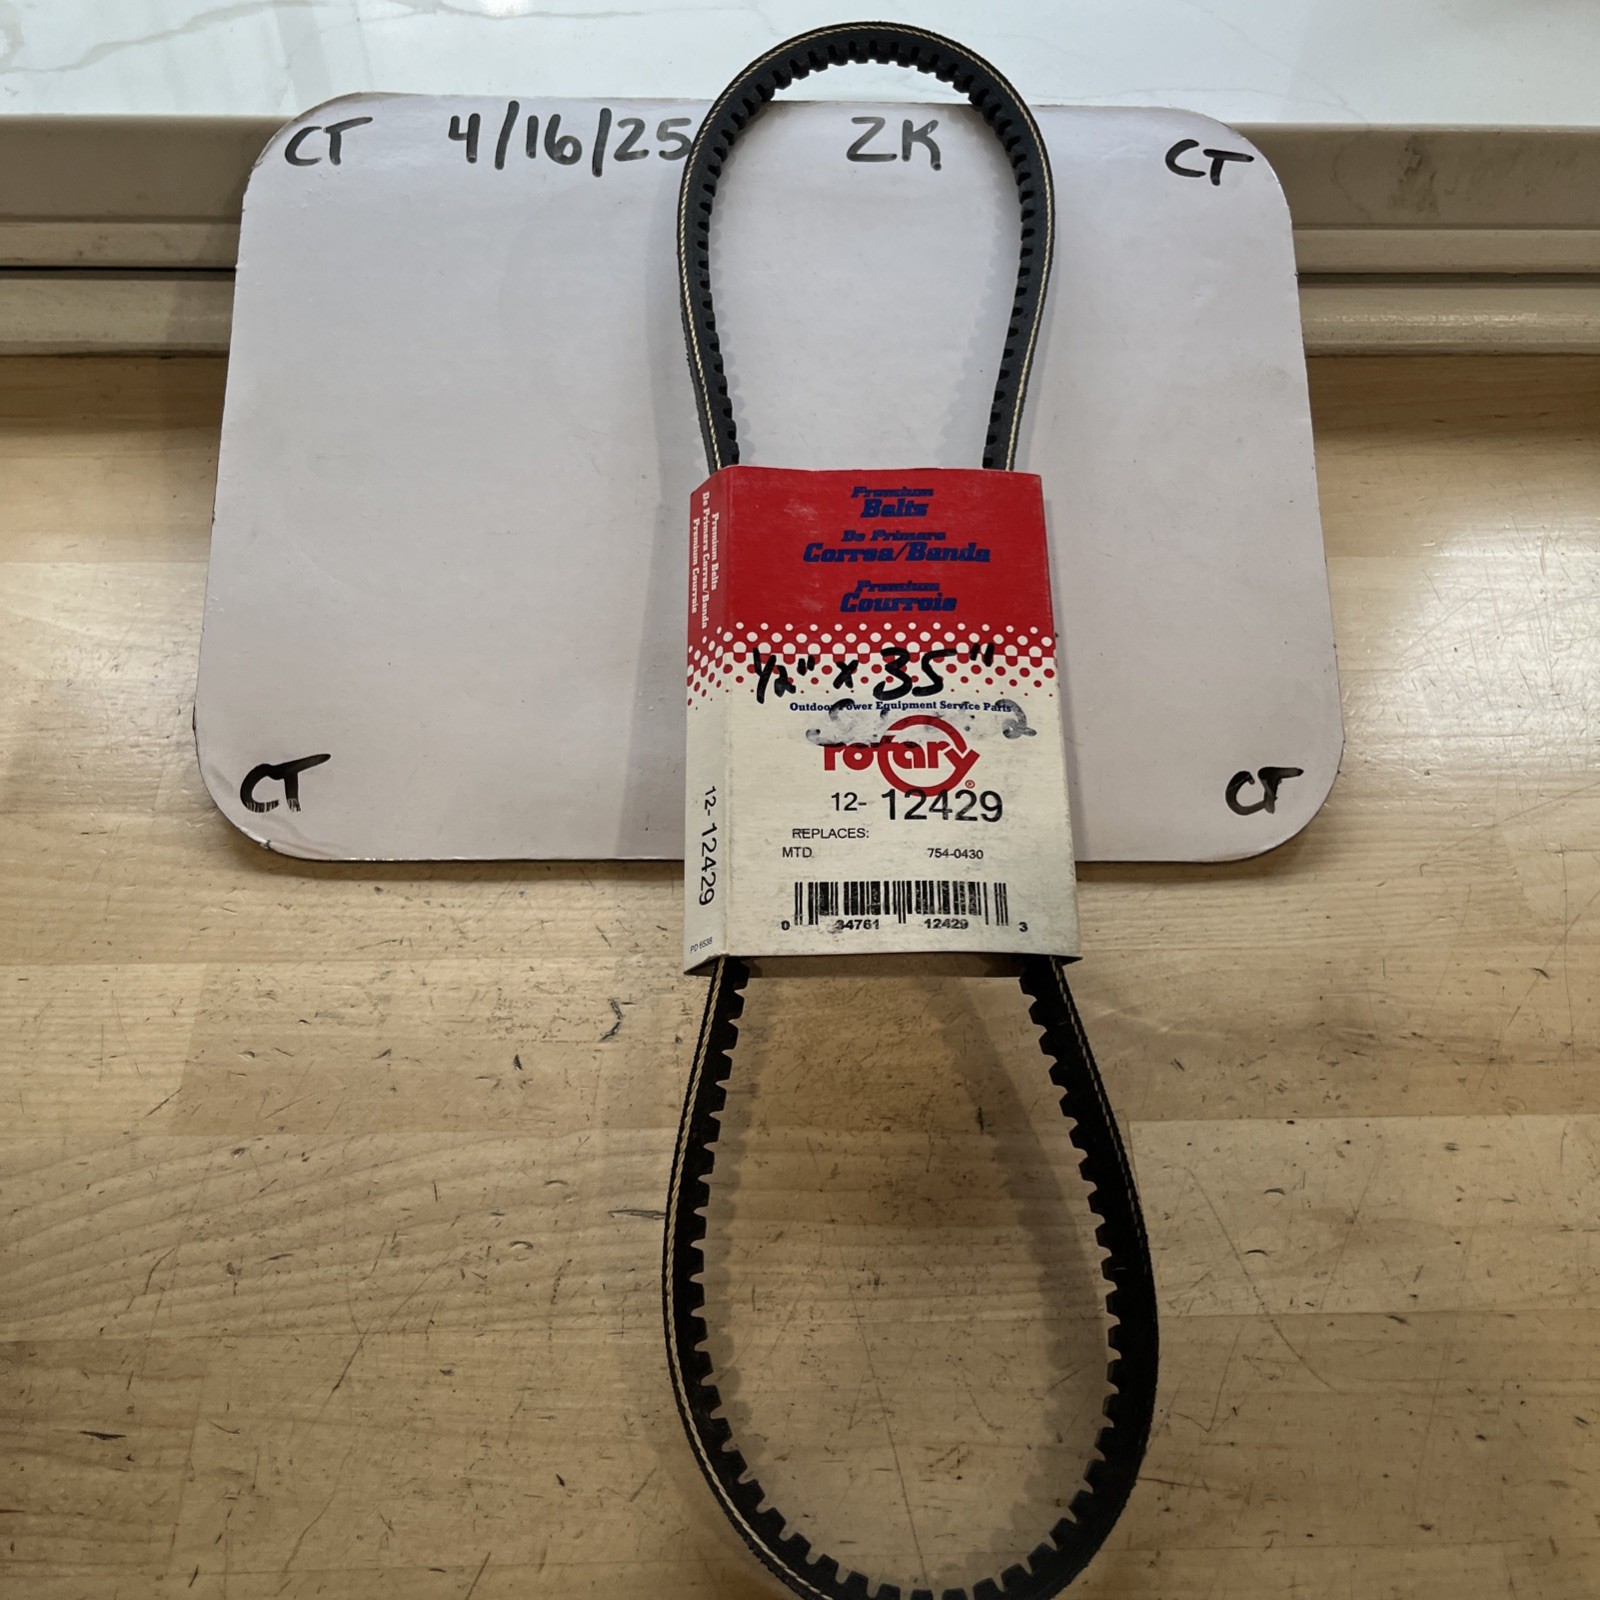 CT 4/16/25 ZK CT
Premium
Belts
De Primera
Correa/Banda
Premium
Courroie
Premium Belts
De Primera Correa/Banda
Premium Courroie
1/2" x 35"
Outdoor Power Equipment Service Parts
rotary®
12-12429
REPLACES:
MTD 754-0430
0 34761 12429 3
12-12429
PD 6538
CT CT